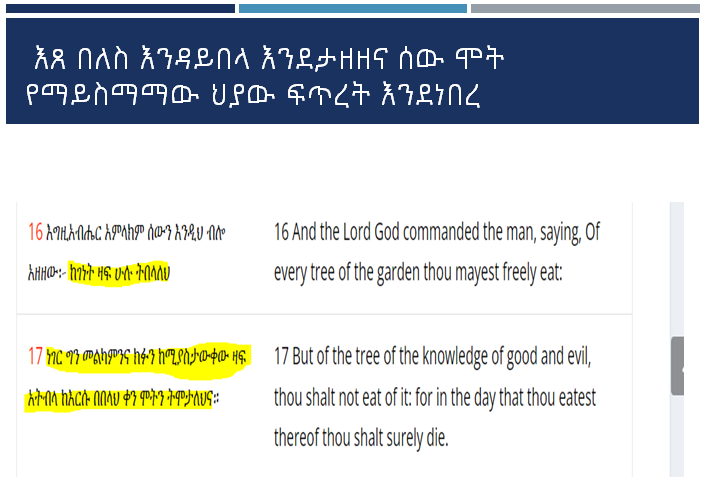 እጸ በለስ እንዳይበላ እንደታዘዘና ሰው ሞት
የማይስማማው ህያው ፍጥረት እንደነበረ
16 እግዚአብሔር አምላክም ሰውን እንዲህ ብሎ
አዘዘው፦ ከገነት ዛፍ ሁሉ ትበላለህ
16 And the Lord God commanded the man, saying, Of
every tree of the garden thou mayest freely eat:
17 ነገር ግን መልካምንና ክፉን ከሚያስታውቀው ዛፍ
አትብላ ከእርሱ በበላህ ቀን ሞትን ትሞታለህና።
17 But of the tree of the knowledge of good and evil,
thou shalt not eat of it: for in the day that thou eatest
thereof thou shalt surely die.